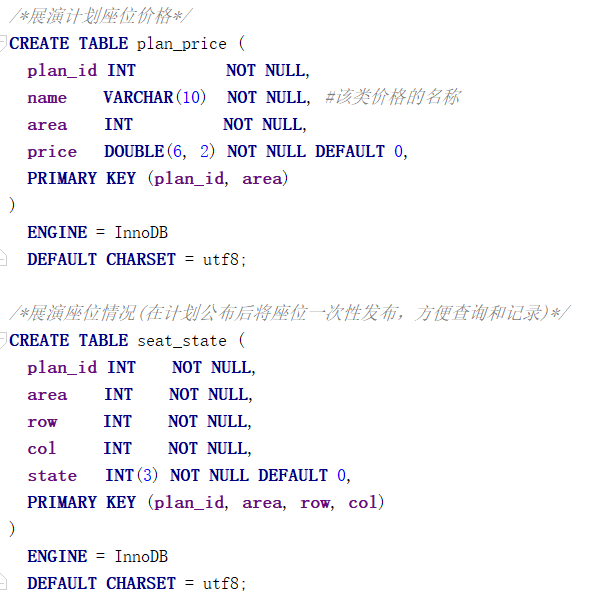 /*展演计划座位价格*/
CREATE TABLE plan_price (
plan_id INT NOT NULL,
name VARCHAR(10) NOT NULL, #该类价格的名称
area INT NOT NULL,
price DOUBLE(6, 2) NOT NULL DEFAULT 0,
PRIMARY KEY (plan_id, area)
)
ENGINE = InnoDB
DEFAULT CHARSET = utf8;
/*展演座位情况(在计划公布后将座位一次性发布，方便查询和记录)*/
CREATE TABLE seat_state (
plan_id INT NOT NULL,
area INT NOT NULL,
row INT NOT NULL,
col INT NOT NULL,
state INT(3) NOT NULL DEFAULT 0,
PRIMARY KEY (plan_id, area, row, col)
)
ENGINE = InnoDB
DEFAULT CHARSET = utf8;